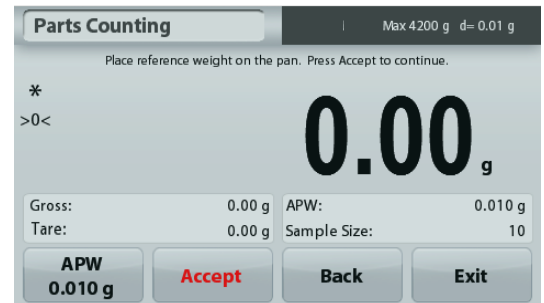 Parts Counting
Max 4200 g d= 0.01 g
Place reference weight on the pan. Press Accept to continue.
*
>0<
0.00 g
Gross: 0.00 g APW: 0.010 g
Tare: 0.00 g Sample Size: 10
APW
0.010 g
Accept Back Exit